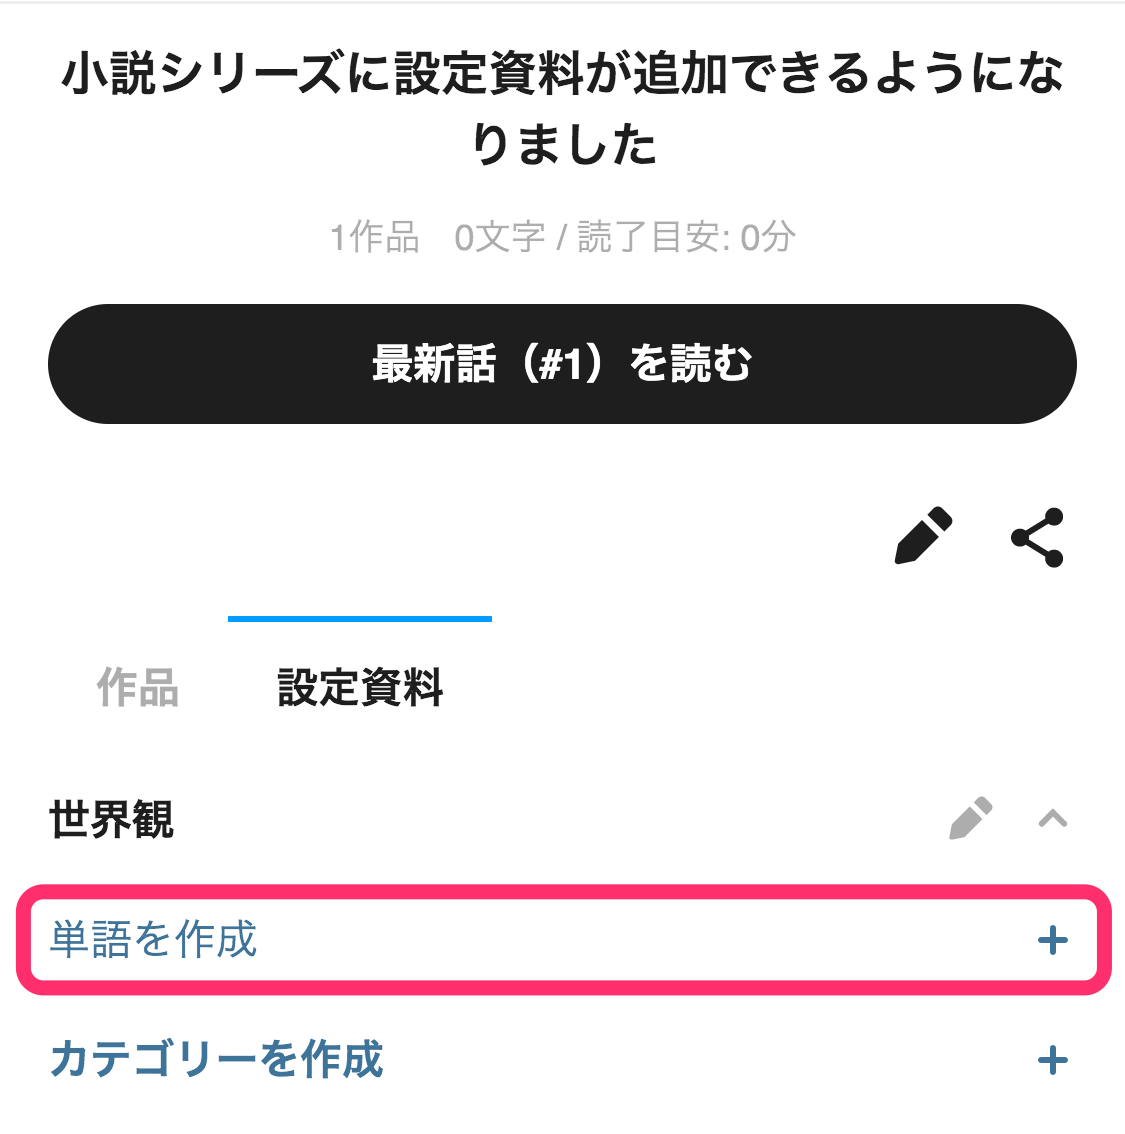 小説シリーズに設定資料が追加できるようにな
りました
1作品 0文字 / 読了目安: 0分
最新話（#1）を読む
作品 設定資料
世界観
単語を作成
カテゴリーを作成